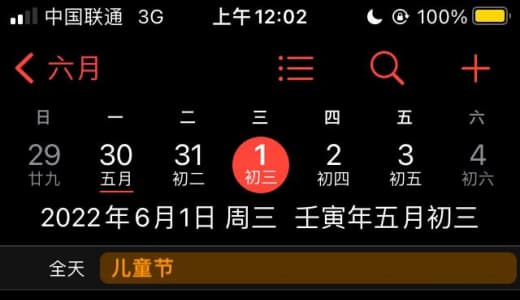 中国联通 3G 上午12:02 100%
六月
日 一 二 三 四 五 六
29 30 31 1 2 3 4
廿九 五月 初二 初三 初四 初五 初六
2022年6月1日 周三 壬寅年五月初三
全天 儿童节